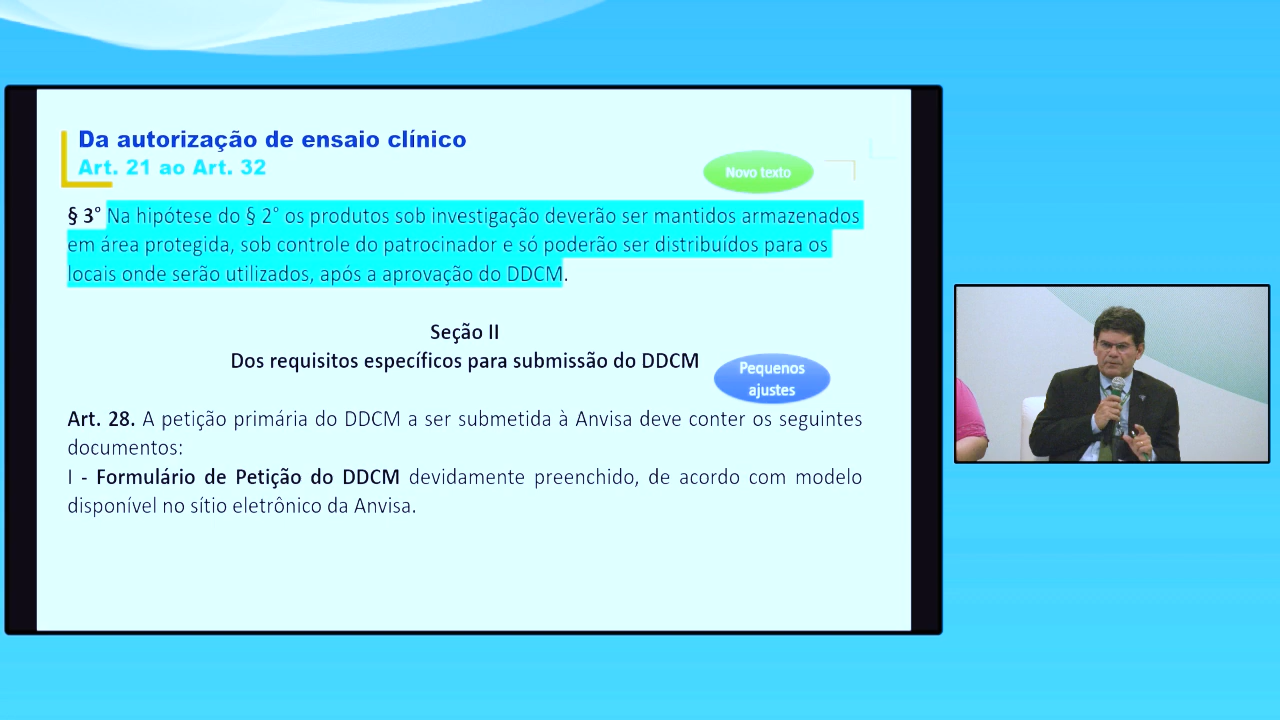 Da autorização de ensaio clínico
Art. 21 ao Art. 32
Novo texto
§ 3° Na hipótese do § 2° os produtos sob investigação deverão ser mantidos armazenados
em área protegida, sob controle do patrocinador e só poderão ser distribuídos para os
locais onde serão utilizados, após a aprovação do DDCM.
Seção II
Dos requisitos específicos para submissão do DDCM
Pequenos
ajustes
Art. 28. A petição primária do DDCM a ser submetida à Anvisa deve conter os seguintes
documentos:
I - Formulário de Petição do DDCM devidamente preenchido, de acordo com modelo
disponível no sítio eletrônico da Anvisa.